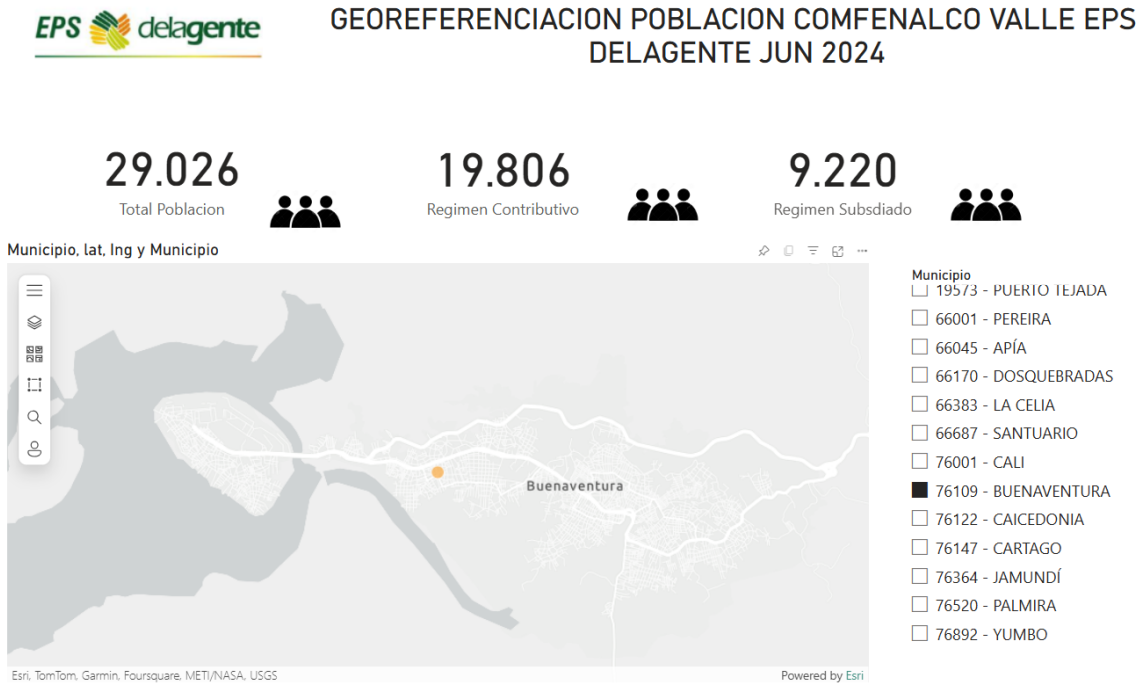 EPS delagente
GEOREFERENCIACION POBLACION COMFENALCO VALLE EPS
DELAGENTE JUN 2024
29.026
Total Poblacion
19.806
Regimen Contributivo
9.220
Regimen Subsdiado
Municipio, lat, lng y Municipio
Municipio
19573 - PUERTO TEJADA
66001 - PEREIRA
66045 - APÍA
66170 - DOSQUEBRADAS
66383 - LA CELIA
66687 - SANTUARIO
76001 - CALI
76109 - BUENAVENTURA
76122 - CAICEDONIA
76147 - CARTAGO
76364 - JAMUNDÍ
76520 - PALMIRA
76892 - YUMBO
Buenaventura
Esri, TomTom, Garmin, Foursquare, METI/NASA, USGS
Powered by Esri